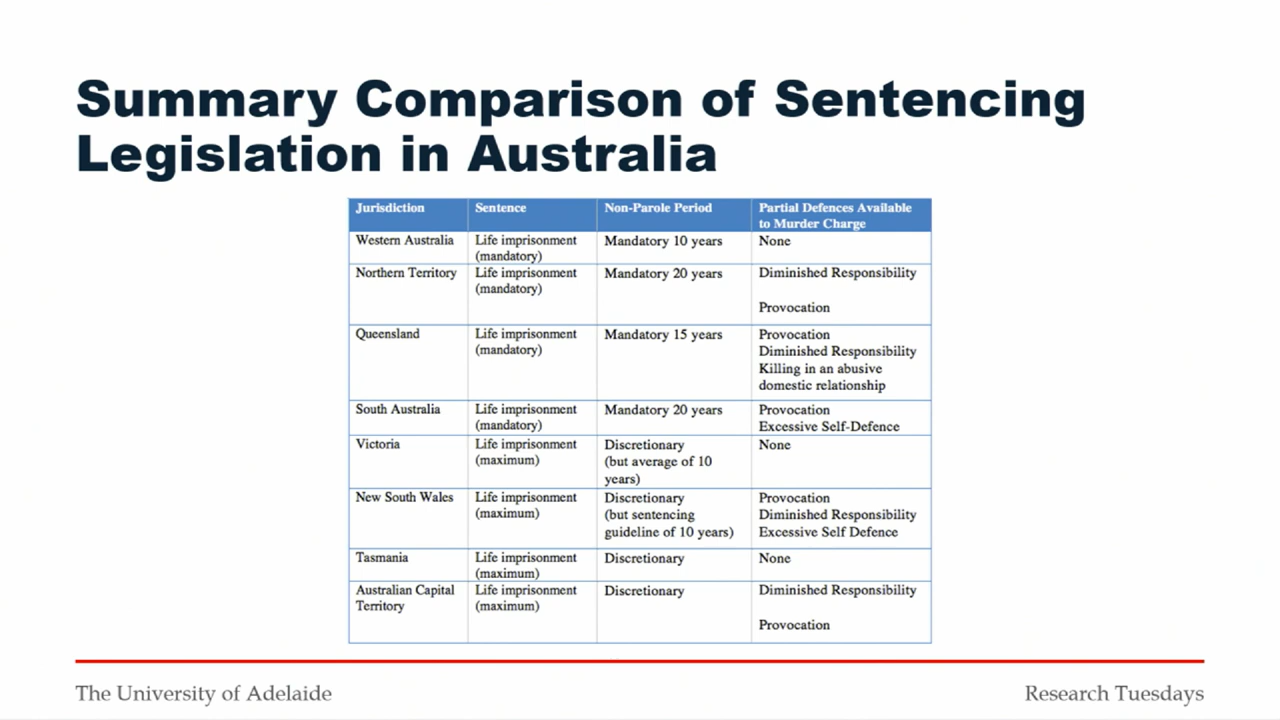 Summary Comparison of Sentencing
Legislation in Australia
Jurisdiction Sentence Non-Parole Period Partial Defences Available
to Murder Charge
Western Australia Life imprisonment Mandatory 10 years None
(mandatory)
Northern Territory Life imprisonment Mandatory 20 years Diminished Responsibility
(mandatory)
Provocation
Queensland Life imprisonment Mandatory 15 years Provocation
(mandatory) Diminished Responsibility
Killing in an abusive
domestic relationship
South Australia Life imprisonment Mandatory 20 years Provocation
(mandatory) Excessive Self-Defence
Victoria Life imprisonment Discretionary None
(maximum) (but average of 10
years)
New South Wales Life imprisonment Discretionary Provocation
(maximum) (but sentencing Diminished Responsibility
guideline of 10 years) Excessive Self Defence
Tasmania Life imprisonment Discretionary None
(maximum)
Australian Capital Life imprisonment Discretionary Diminished Responsibility
Territory (maximum)
Provocation
The University of Adelaide Research Tuesdays